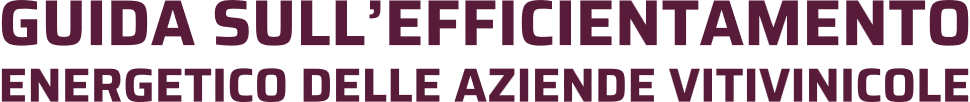 GUIDA SULL’EFFICIENTAMENTO
ENERGETICO DELLE AZIENDE VITIVINICOLE